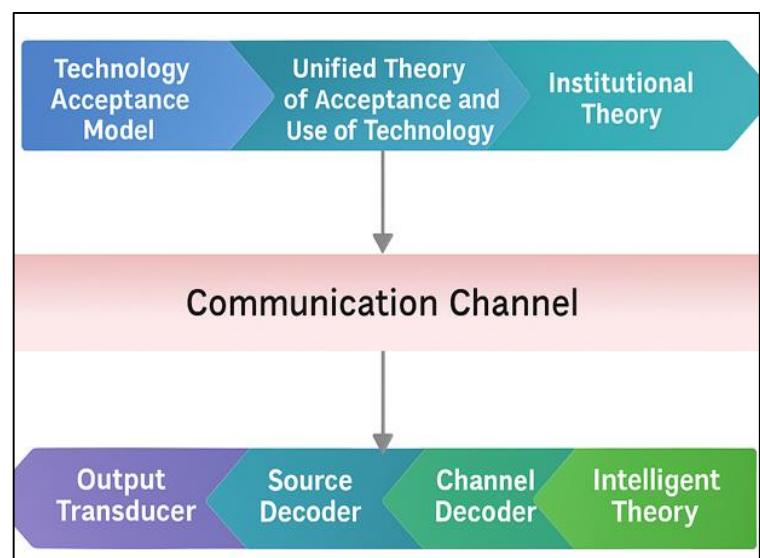 Technology
Acceptance
Model
Unified Theory
of Acceptance and
Use of Technology
Institutional
Theory
Communication Channel
Output
Transducer
Source
Decoder
Channel
Decoder
Intelligent
Theory